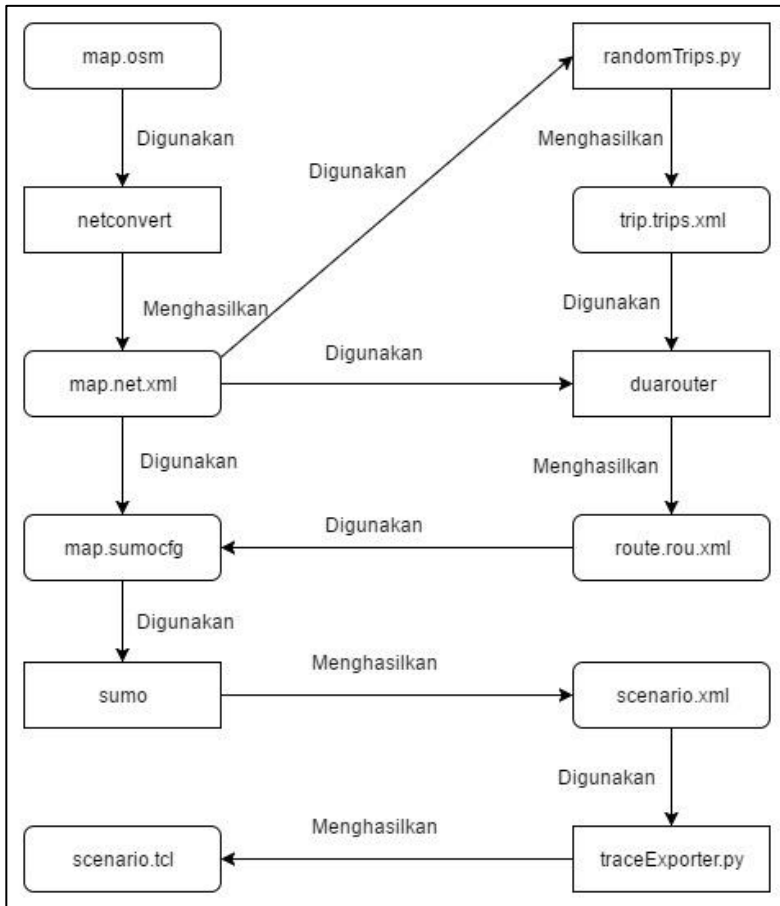 map.osm
randomTrips.py
Digunakan
Menghasilkan
Digunakan
netconvert
trip.trips.xml
Menghasilkan
Digunakan
Digunakan
map.net.xml
duarouter
Digunakan
Menghasilkan
Digunakan
map.sumocfg
route.rou.xml
Digunakan
Menghasilkan
sumo
scenario.xml
Digunakan
Menghasilkan
scenario.tcl
traceExporter.py